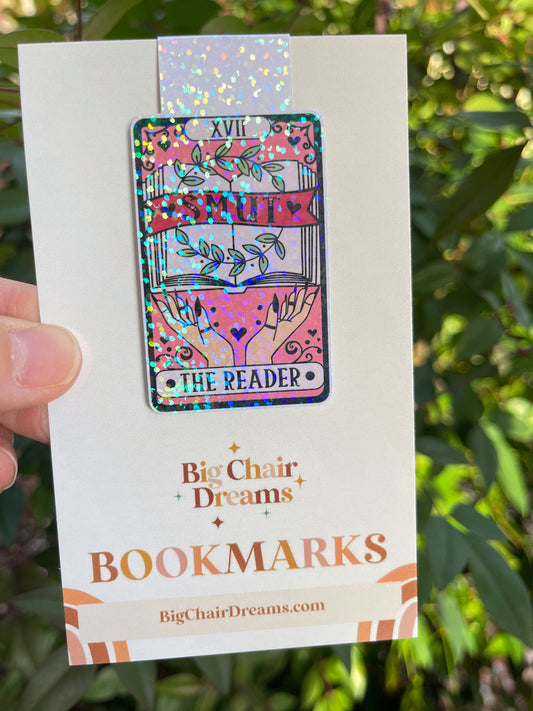 XVII
SMUT
THE READER
Big Chair
Dreams
BOOKMARKS
BigChairDreams.com